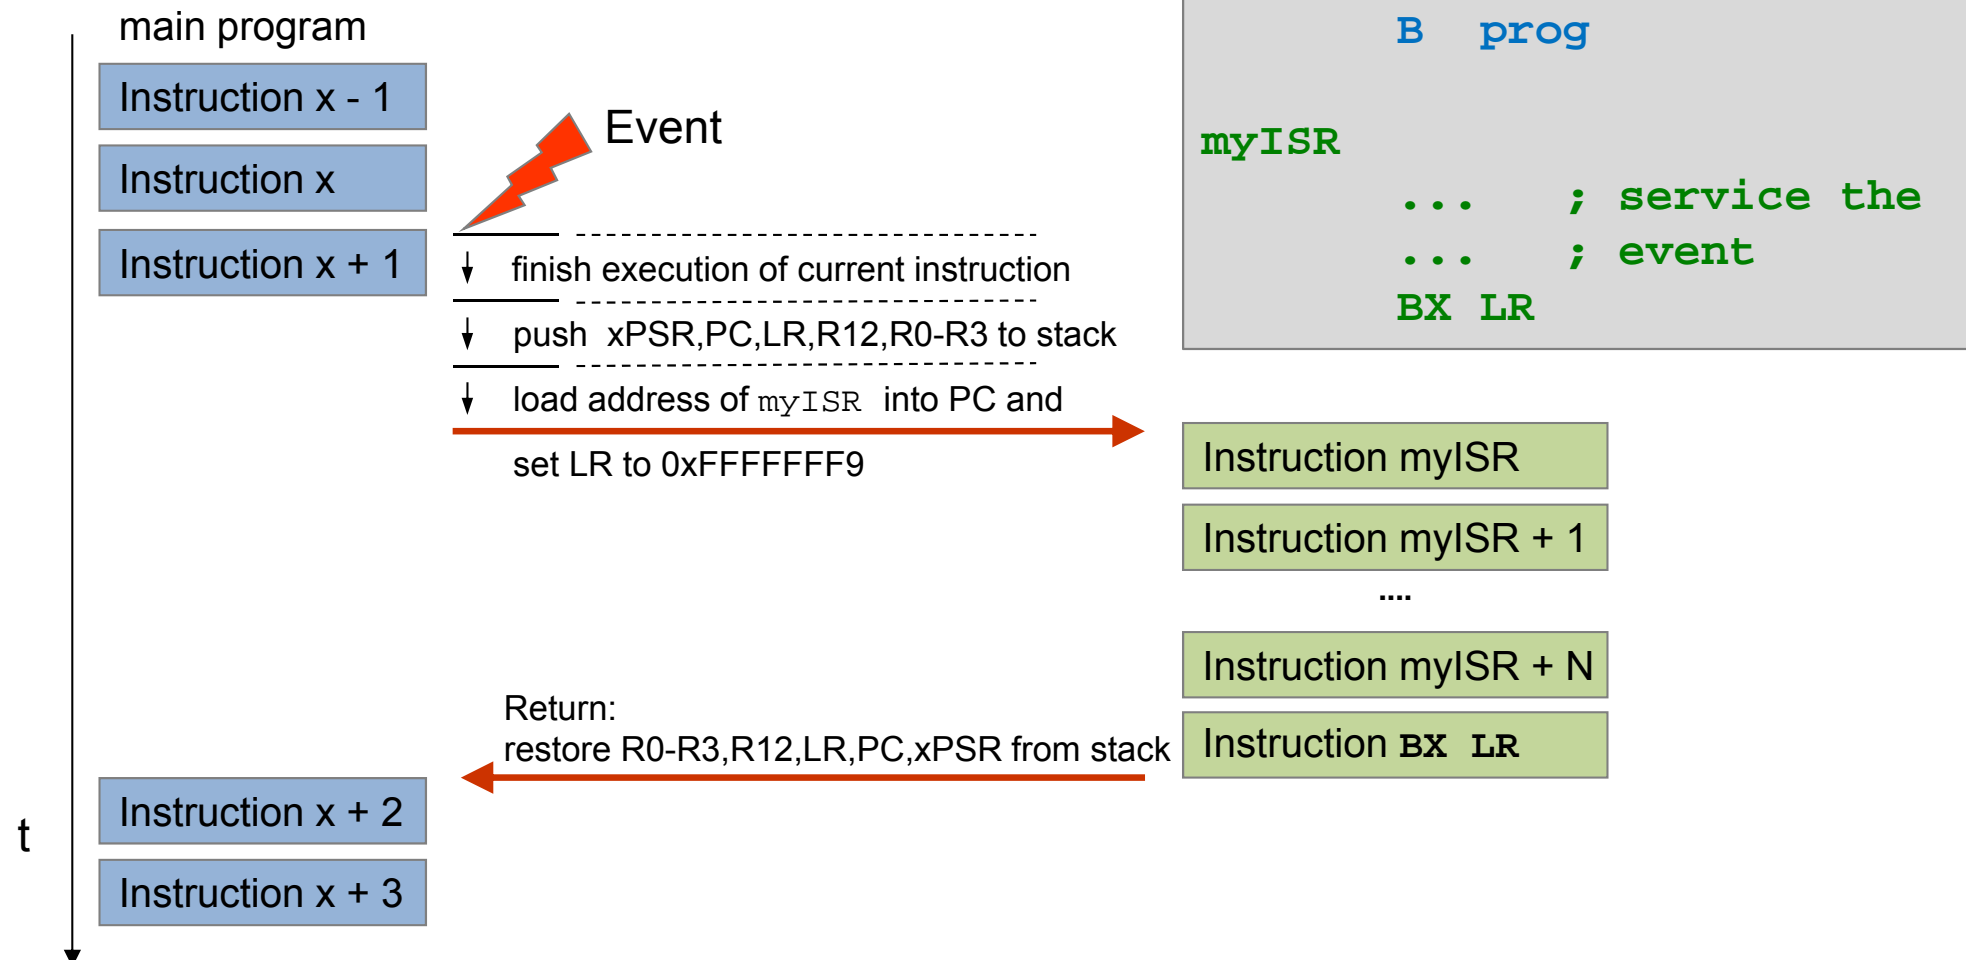 main program
Instruction x - 1
Instruction x
Instruction x + 1
Event
finish execution of current instruction
push xPSR,PC,LR,R12,R0-R3 to stack
load address of myISR into PC and
set LR to 0xFFFFFFF9
B prog
myISR
... ; service the
... ; event
BX LR
Instruction myISR
Instruction myISR + 1
....
Instruction myISR + N
Instruction BX LR
Return:
restore R0-R3,R12,LR,PC,xPSR from stack
Instruction x + 2
Instruction x + 3
t